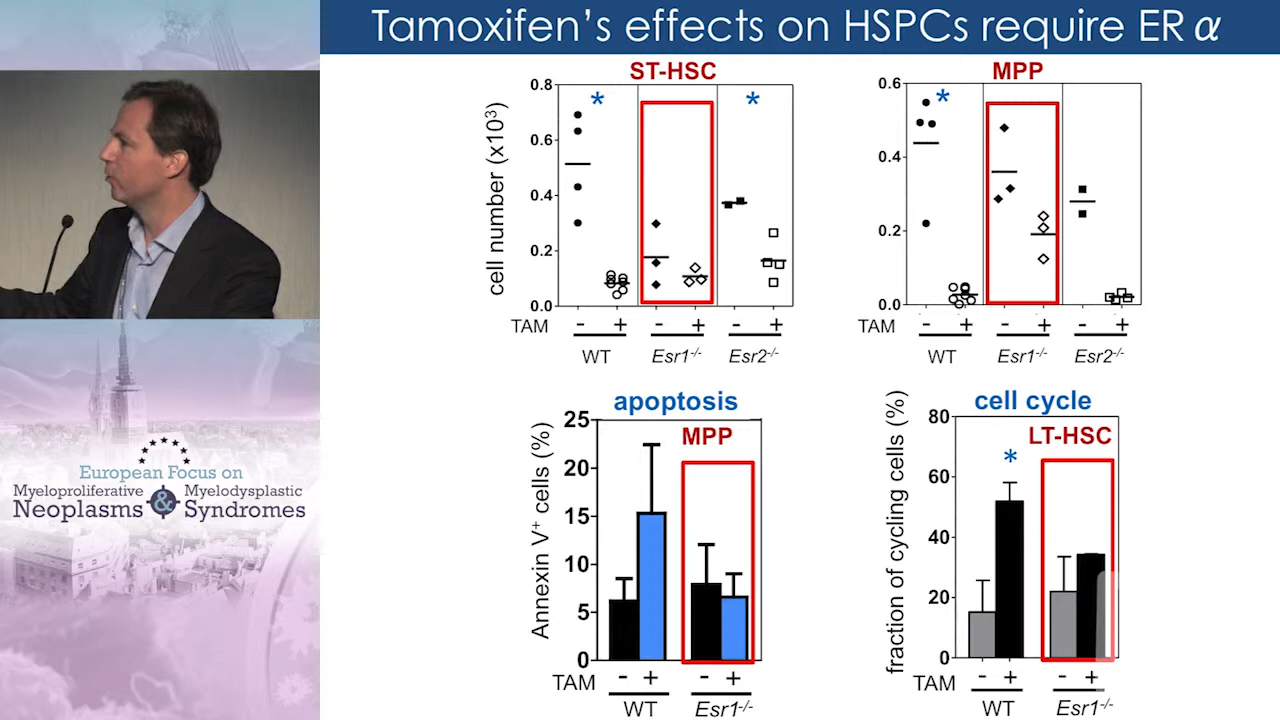 Tamoxifen's effects on HSPCs require ER α
ST-HSC
cell number (x10³)
0.8
0.6
0.4
0.2
0.0
*
*
TAM - + - + - +
WT Esr1-/- Esr2-/-
MPP
0.6
0.4
0.2
0.0
*
TAM - + - + - +
WT Esr1-/- Esr2-/-
apoptosis
MPP
Annexin V⁺ cells (%)
25
20
15
10
5
0
TAM - + - +
WT Esr1-/-
cell cycle
LT-HSC
fraction of cycling cells (%)
80
60
40
20
0
*
TAM - + - +
WT Esr1-/-
European Focus on
Myeloproliferative Myelodysplastic
Neoplasms & Syndromes